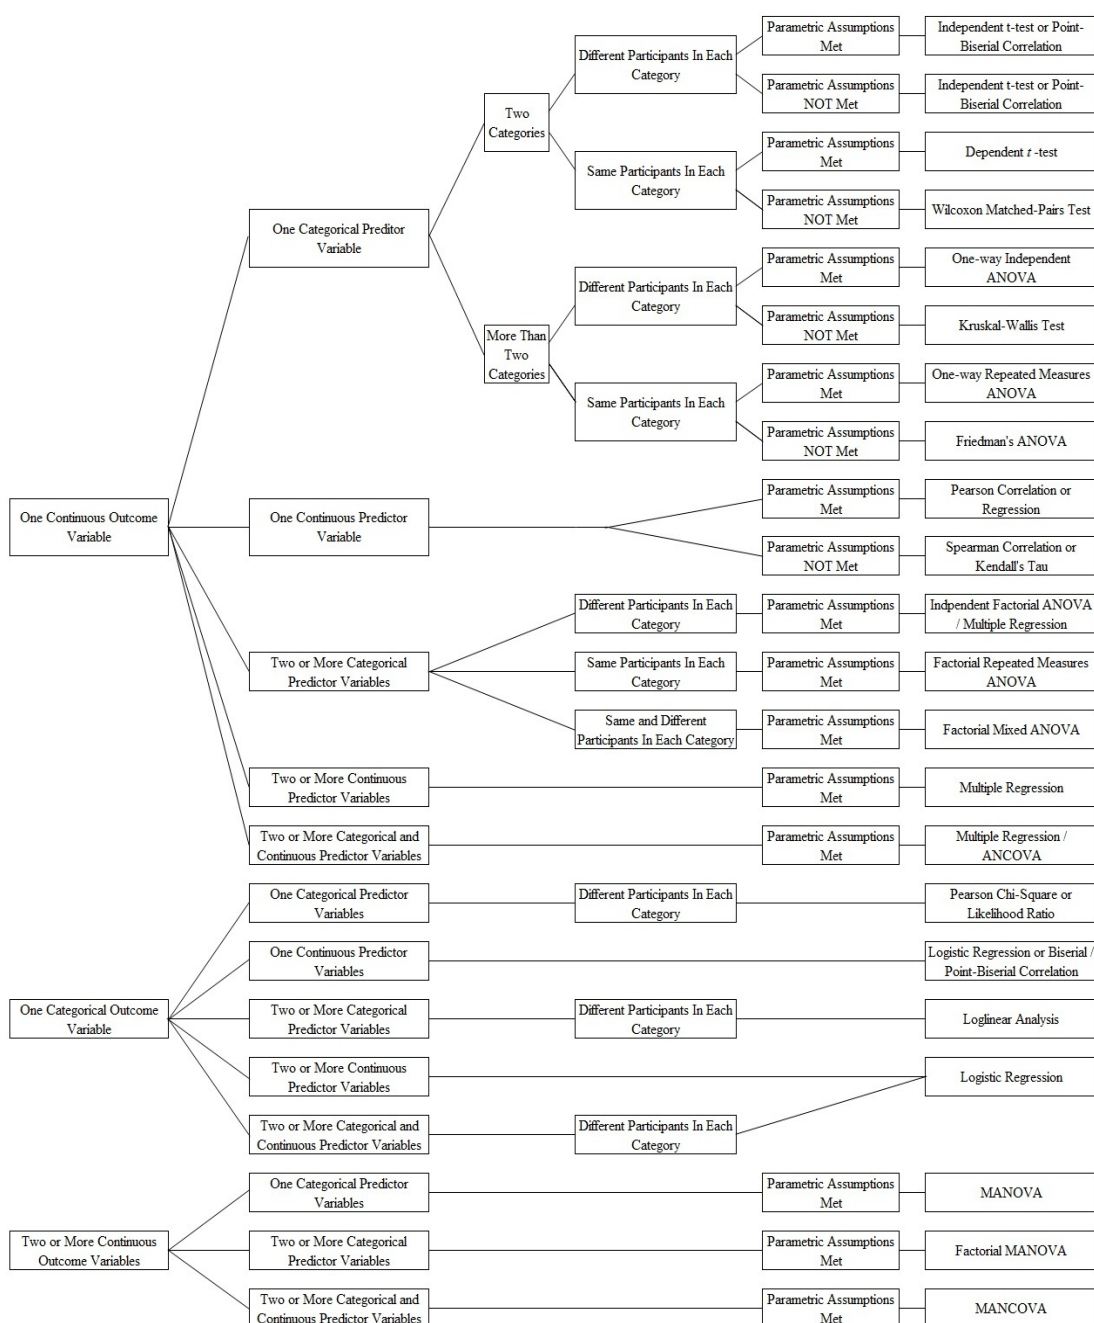 Parametric Assumptions
Met
Independent t-test or Point-
Biserial Correlation
Different Participants In Each
Category
Parametric Assumptions
NOT Met
Independent t-test or Point-
Biserial Correlation
Two
Categories
Parametric Assumptions
Met
Dependent t -test
Same Participants In Each
Category
Parametric Assumptions
NOT Met
Wilcoxon Matched-Pairs Test
One Categorical Preditor
Variable
Parametric Assumptions
Met
One-way Independent
ANOVA
Different Participants In Each
Category
Parametric Assumptions
NOT Met
Kruskal-Wallis Test
More Than
Two
Categories
Parametric Assumptions
Met
One-way Repeated Measures
ANOVA
Same Participants In Each
Category
Parametric Assumptions
NOT Met
Friedman's ANOVA
One Continuous Outcome
Variable
One Continuous Predictor
Variable
Parametric Assumptions
Met
Pearson Correlation or
Regression
Parametric Assumptions
NOT Met
Spearman Correlation or
Kendall's Tau
Two or More Categorical
Predictor Variables
Different Participants In Each
Category
Parametric Assumptions
Met
Indpendent Factorial ANOVA
/ Multiple Regression
Same Participants In Each
Category
Parametric Assumptions
Met
Factorial Repeated Measures
ANOVA
Same and Different
Participants In Each Category
Parametric Assumptions
Met
Factorial Mixed ANOVA
Two or More Continuous
Predictor Variables
Parametric Assumptions
Met
Multiple Regression
Two or More Categorical and
Continuous Predictor Variables
Parametric Assumptions
Met
Multiple Regression /
ANCOVA
One Categorical Outcome
Variable
One Categorical Predictor
Variables
Different Participants In Each
Category
Pearson Chi-Square or
Likelihood Ratio
One Continuous Predictor
Variables
Logistic Regression or Biserial /
Point-Biserial Correlation
Two or More Categorical
Predictor Variables
Different Participants In Each
Category
Loglinear Analysis
Two or More Continuous
Predictor Variables
Logistic Regression
Two or More Categorical and
Continuous Predictor Variables
Different Participants In Each
Category
Two or More Continuous
Outcome Variables
One Categorical Predictor
Variables
Parametric Assumptions
Met
MANOVA
Two or More Categorical
Predictor Variables
Parametric Assumptions
Met
Factorial MANOVA
Two or More Categorical and
Continuous Predictor Variables
Parametric Assumptions
Met
MANCOVA